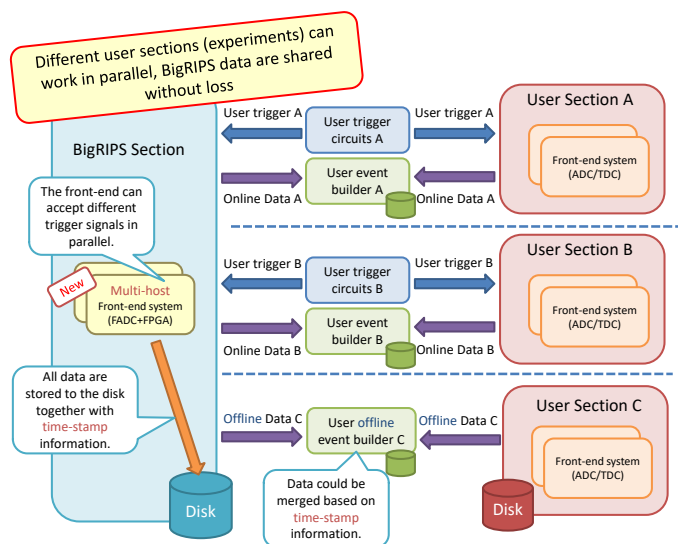 Different user sections (experiments) can
work in parallel, BigRIPS data are shared
without loss
BigRIPS Section
The front-end can
accept different
trigger signals in
parallel.
New
Multi-host
Front-end system
(FADC+FPGA)
All data are
stored to the disk
together with
time-stamp
information.
Disk
User trigger A
User trigger
circuits A
User trigger A
Online Data A
User event
builder A
Online Data A
User Section A
Front-end system
(ADC/TDC)
User trigger B
User trigger
circuits B
User trigger B
Online Data B
User event
builder B
Online Data B
User Section B
Front-end system
(ADC/TDC)
Offline Data C
User offline
event builder C
Offline Data C
Data could be
merged based on
time-stamp
information.
User Section C
Front-end system
(ADC/TDC)
Disk